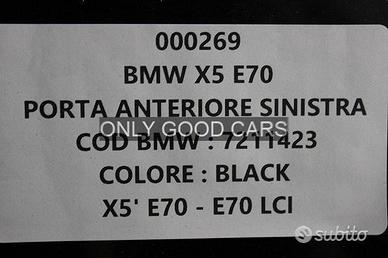 000269
BMW X5 E70
PORTA ANTERIORE SINISTRA
ONLY GOOD CARS
COD BMW : 7211423
COLORE : BLACK
X5' E70 - E70 LCI
subito